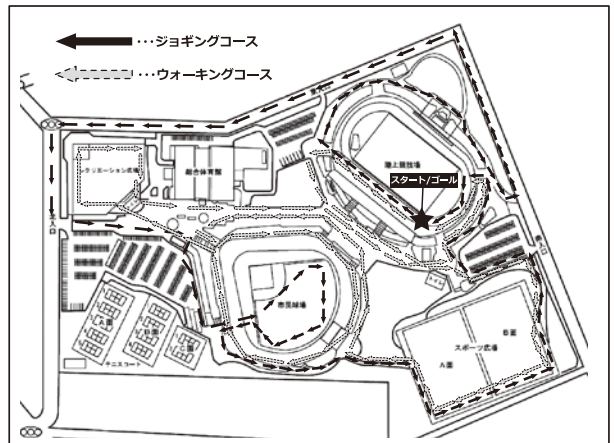 …ジョギングコース
…ウォーキングコース
陸上競技場
スタート/ゴール
総合体育館
レクリエーション広場
市民球場
スポーツ広場
A面
B面
テニスコート